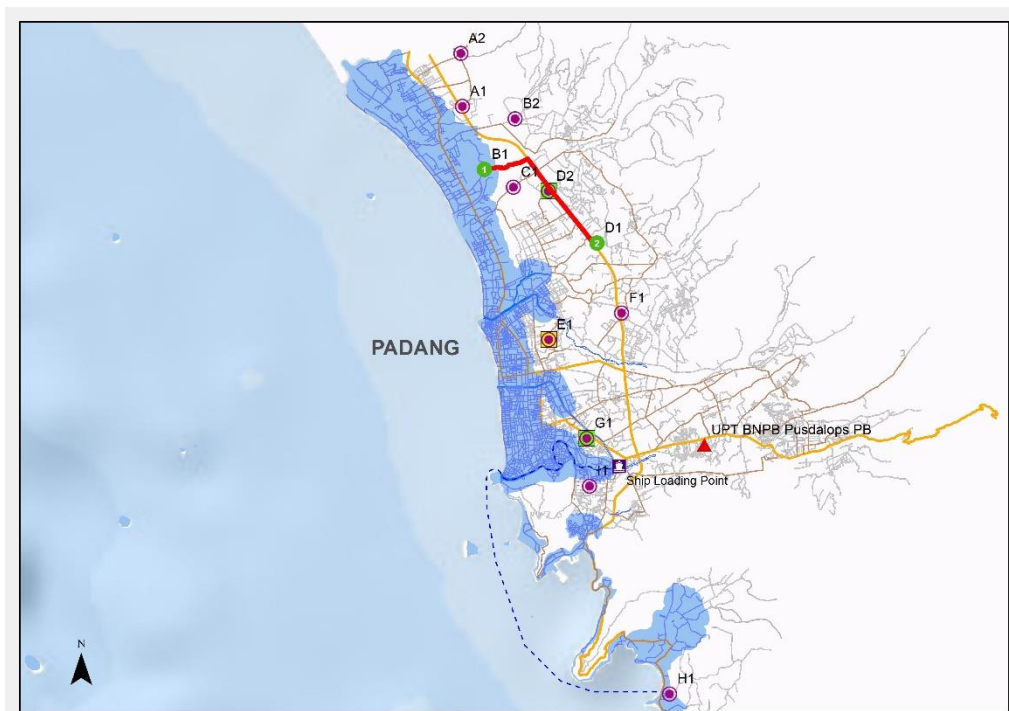 A2
A1
B2
B1
1
C1
D2
D1
2
F1
E1
PADANG
G1
UPT BNPB Pusdalops PB
Ship Loading Point
N
H1